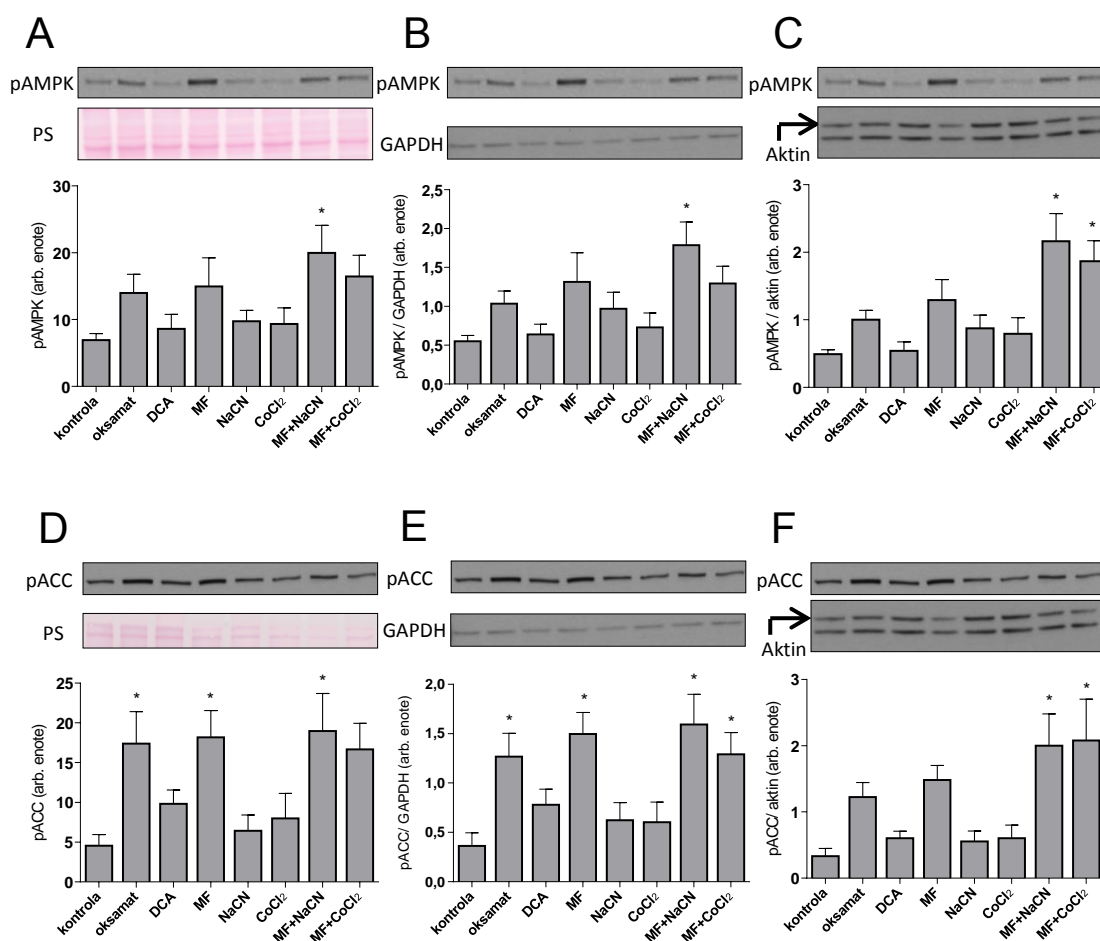 A
pAMPK
PS
pAMPK (arb. enote)
30
20
10
0
kontrola
oksamat
DCA
MF
NaCN
CoCl₂
MF+NaCN
MF+CoCl₂
*
B
pAMPK
GAPDH
pAMPK / GAPDH (arb. enote)
2,0
1,5
1,0
0,5
0,0
kontrola
oksamat
DCA
MF
NaCN
CoCl₂
MF+NaCN
MF+CoCl₂
*
C
pAMPK
Aktin
pAMPK / aktin (arb. enote)
3
2
1
0
kontrola
oksamat
DCA
MF
NaCN
CoCl₂
MF+NaCN
MF+CoCl₂
*
*
D
pACC
PS
pACC (arb. enote)
25
20
15
10
5
0
kontrola
oksamat
DCA
MF
NaCN
CoCl₂
MF+NaCN
MF+CoCl₂
*
*
*
E
pACC
GAPDH
pACC/ GAPDH (arb. enote)
2,0
1,5
1,0
0,5
0,0
kontrola
oksamat
DCA
MF
NaCN
CoCl₂
MF+NaCN
MF+CoCl₂
*
*
*
*
F
pACC
Aktin
pACC/ aktin (arb. enote)
3
2
1
0
kontrola
oksamat
DCA
MF
NaCN
CoCl₂
MF+NaCN
MF+CoCl₂
*
*